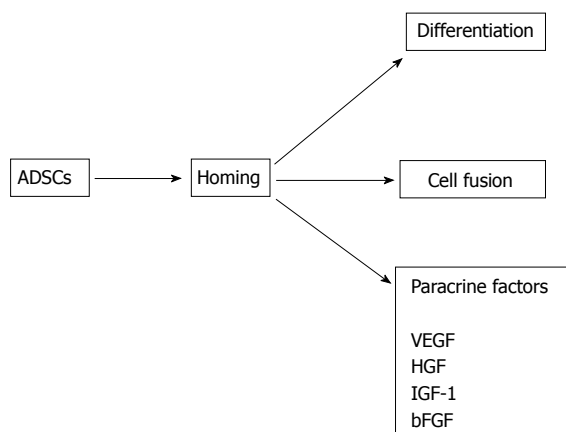 Differentiation
ADSCs
Homing
Cell fusion
Paracrine factors
VEGF
HGF
IGF-1
bFGF